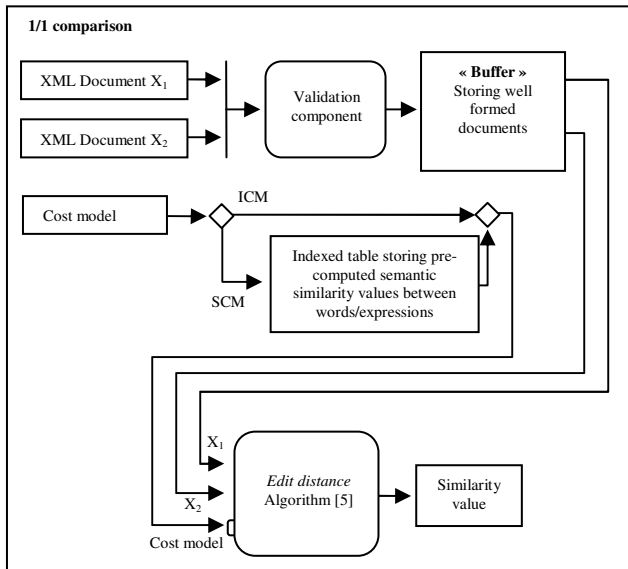 1/1 comparison
XML Document X₁
XML Document X₂
Validation
component
« Buffer »
Storing well
formed
documents
Cost model
ICM
SCM
Indexed table storing pre-
computed semantic
similarity values between
words/expressions
X₁
X₂
Cost model
Edit distance
Algorithm [5]
Similarity
value